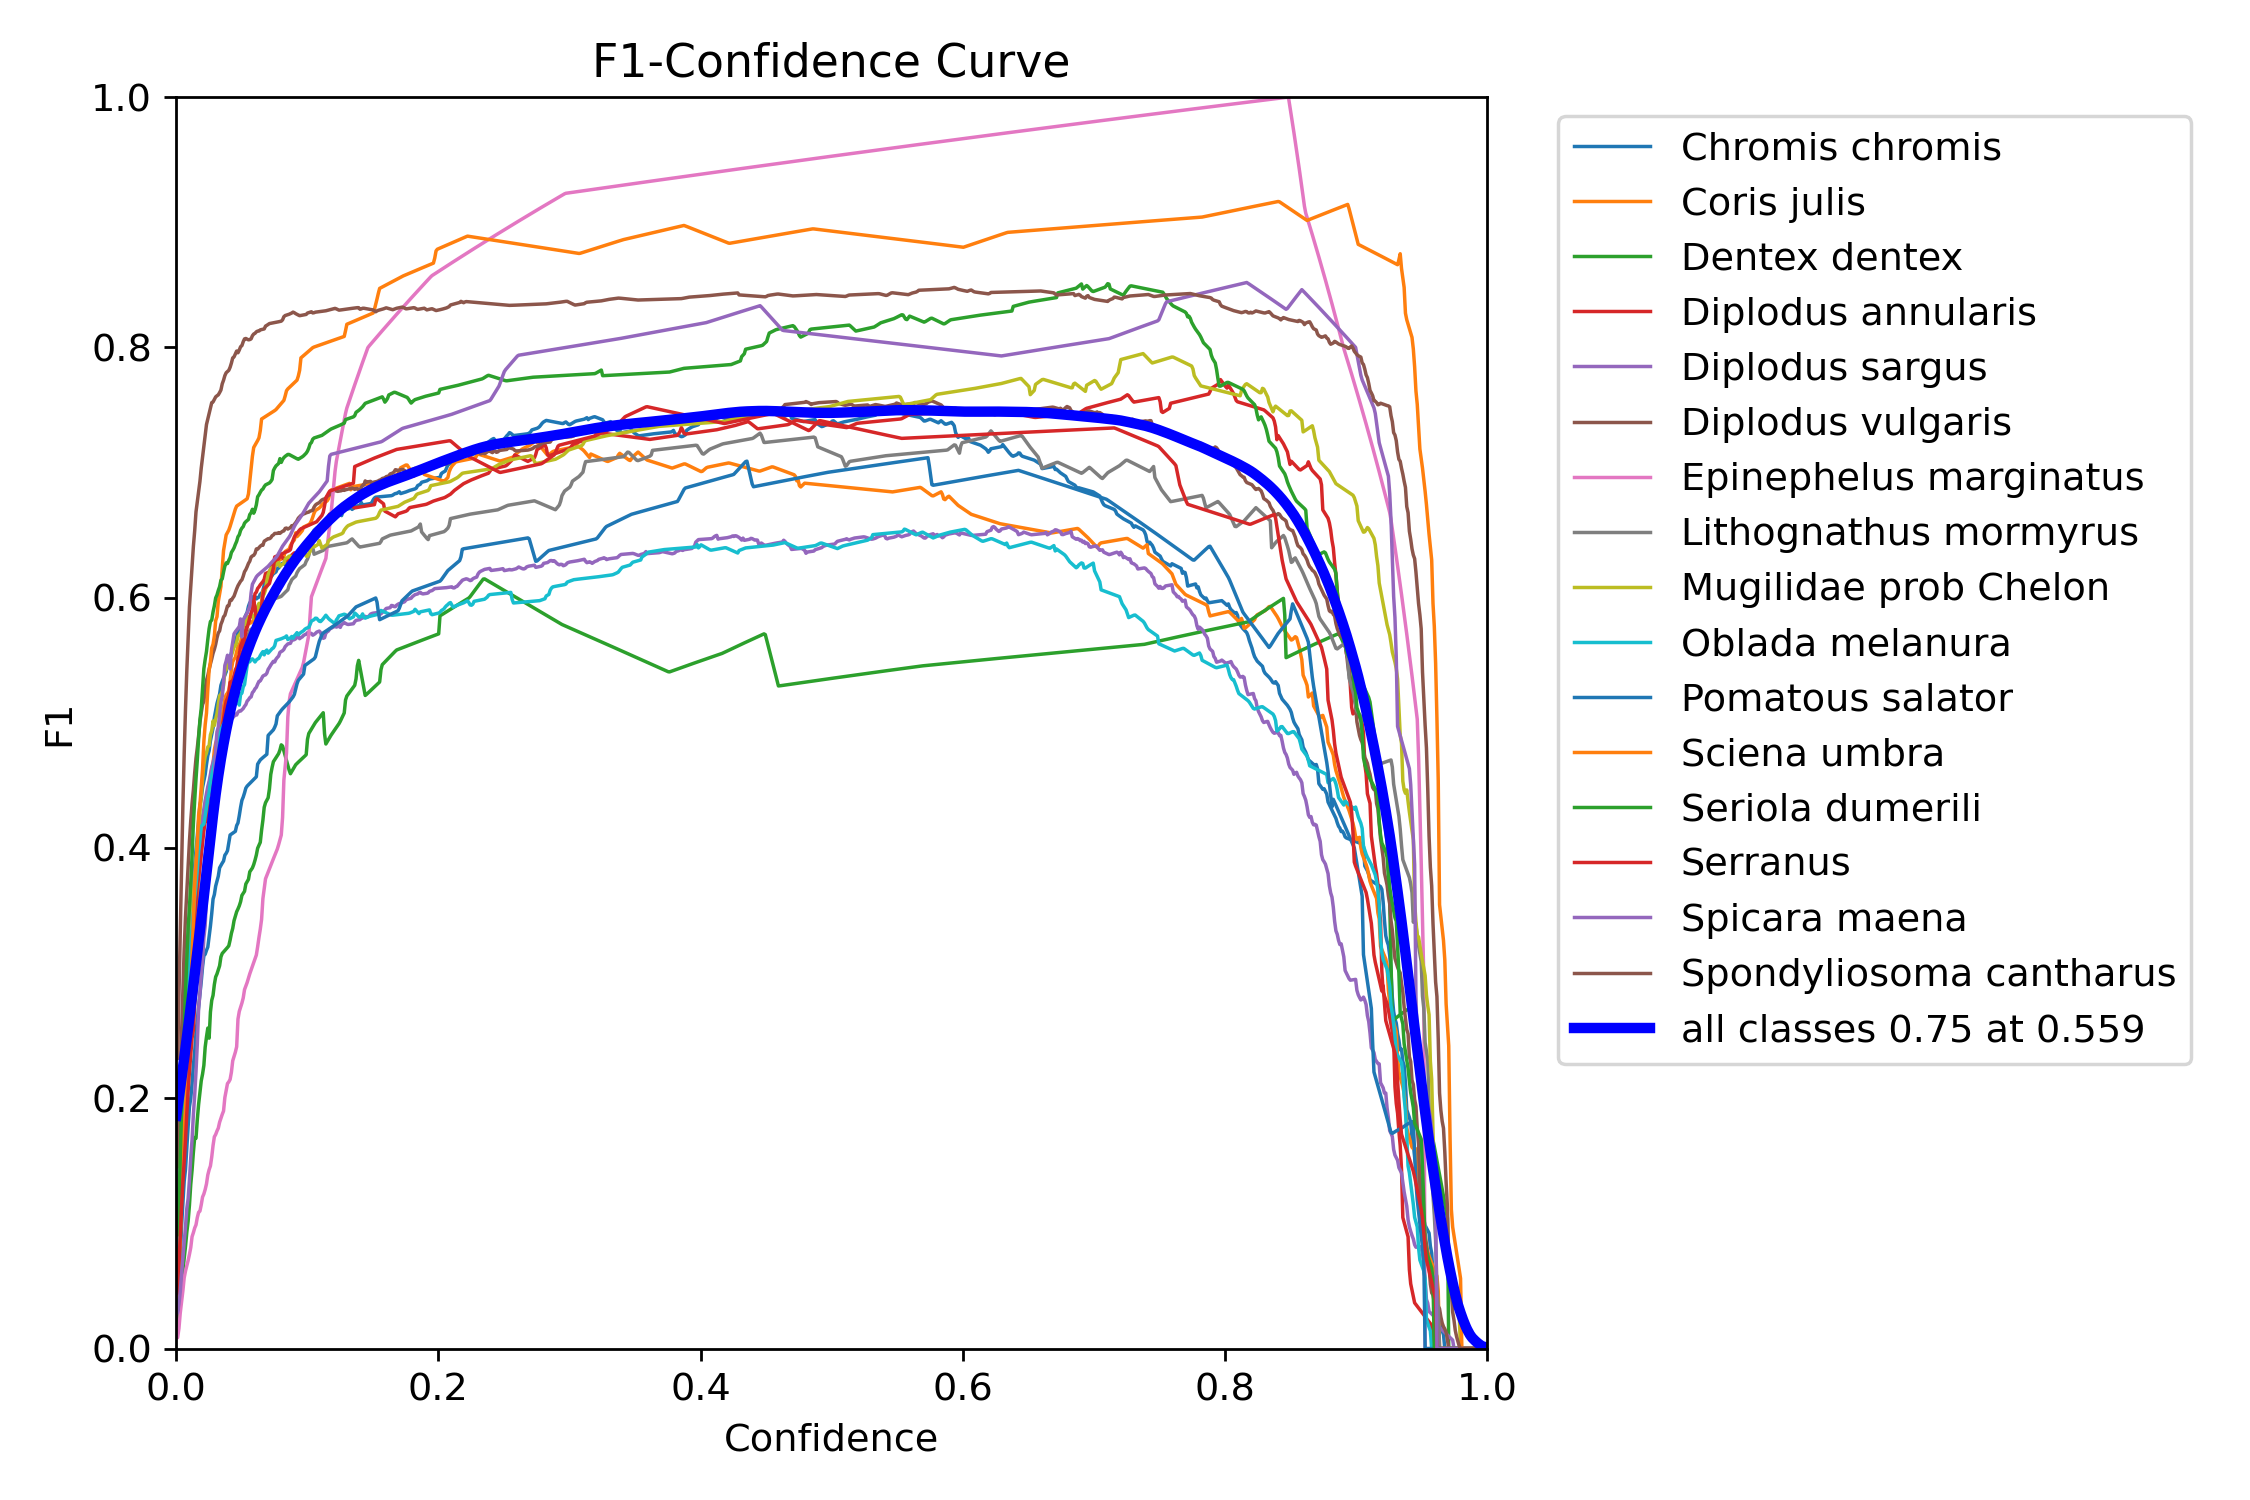 F1-Confidence Curve
1.0
0.8
0.6
0.4
0.2
0.0
F1
0.0 0.2 0.4 0.6 0.8 1.0
Confidence
Chromis chromis
Coris julis
Dentex dentex
Diplodus annularis
Diplodus sargus
Diplodus vulgaris
Epinephelus marginatus
Lithognathus mormyrus
Mugilidae prob Chelon
Oblada melanura
Pomatous salator
Sciena umbra
Seriola dumerili
Serranus
Spicara maena
Spondyliosoma cantharus
all classes 0.75 at 0.559